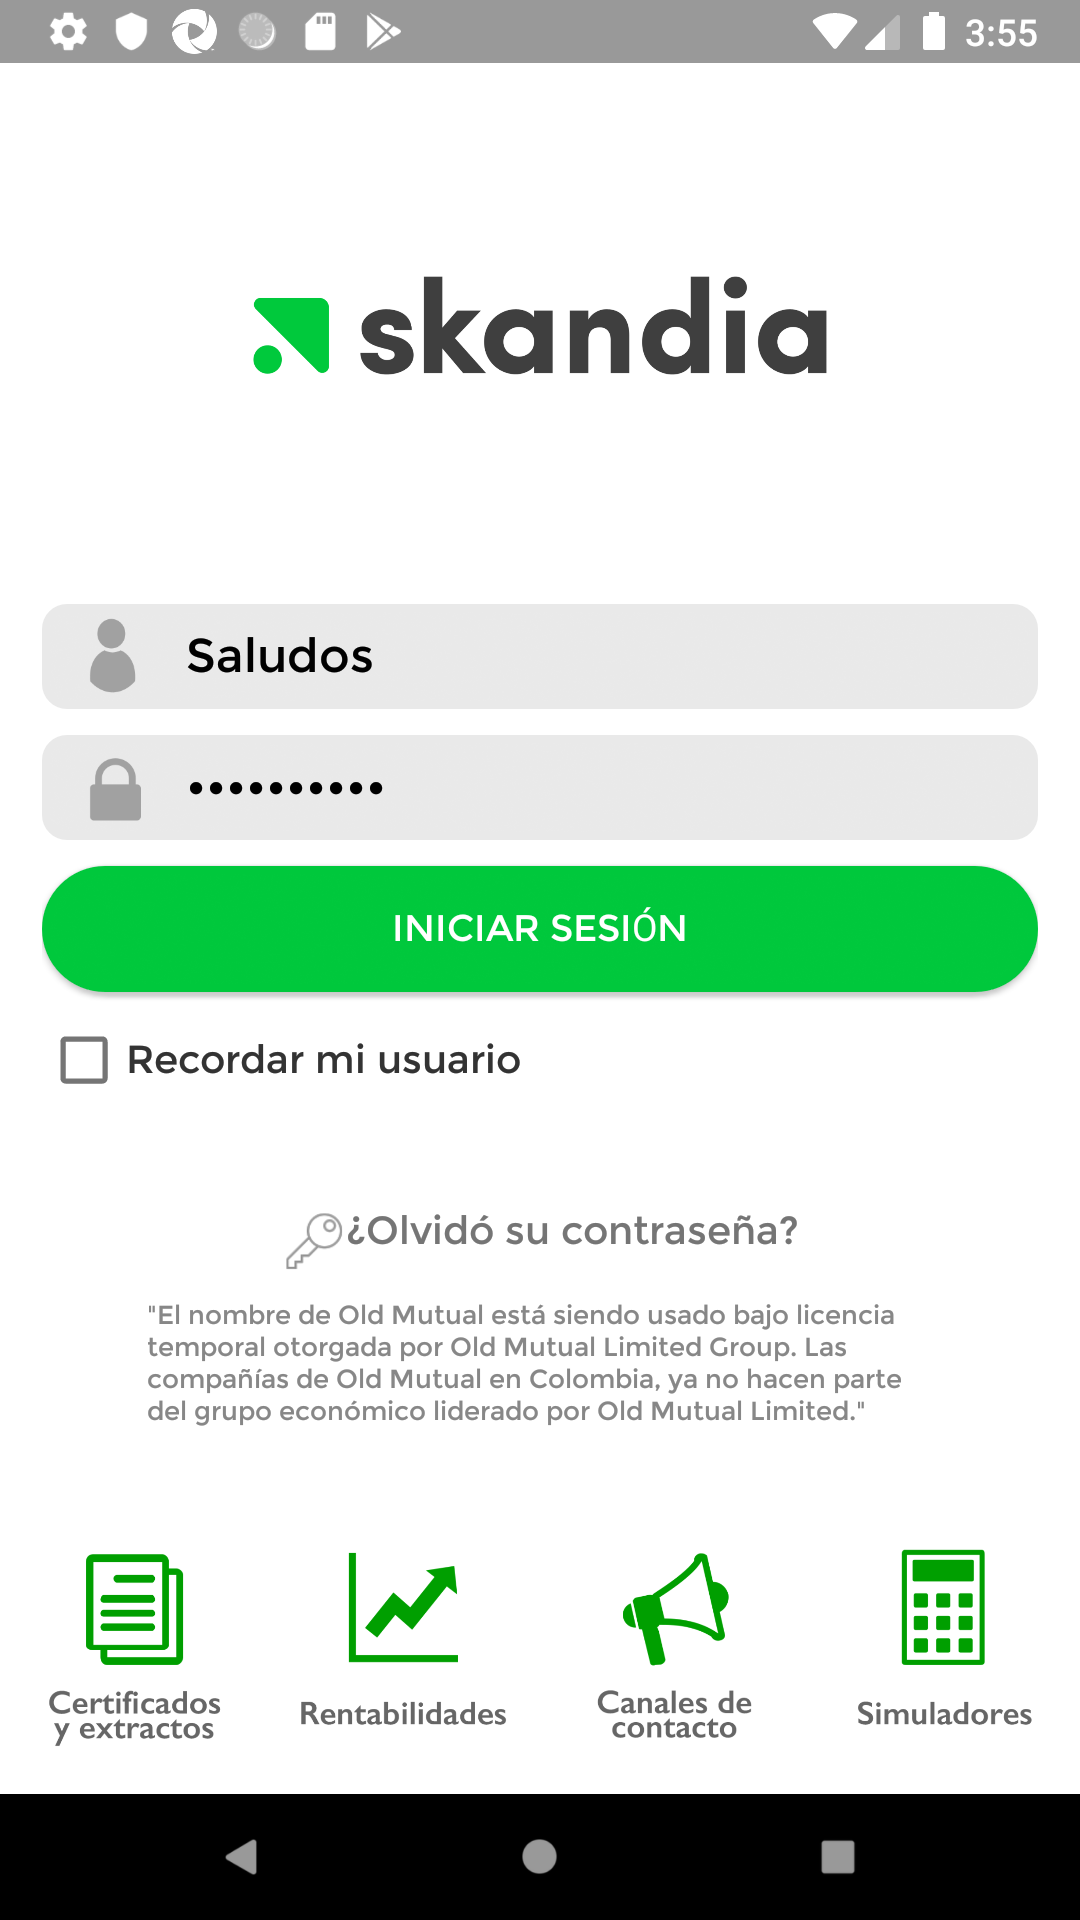 3:55
skandia
Saludos
••••••••••
INICIAR SESIÓN
Recordar mi usuario
¿Olvidó su contraseña?
"El nombre de Old Mutual está siendo usado bajo licencia
temporal otorgada por Old Mutual Limited Group. Las
compañías de Old Mutual en Colombia, ya no hacen parte
del grupo económico liderado por Old Mutual Limited."
Certificados
y extractos
Rentabilidades
Canales de
contacto
Simuladores